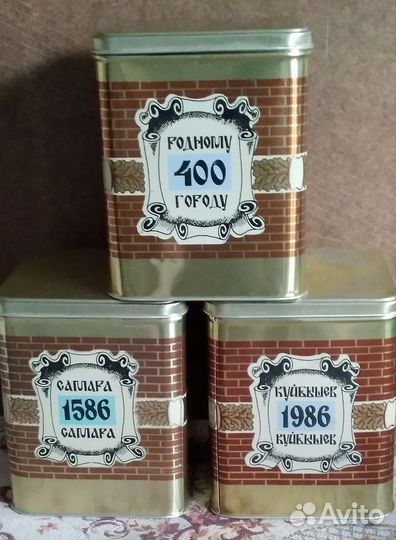 РОДНОМУ
400
ГОРОДУ
САМАРА
1586
САМАРА
КУЙБЫШЕВ
1986
КУЙБЫШЕВ
Avito